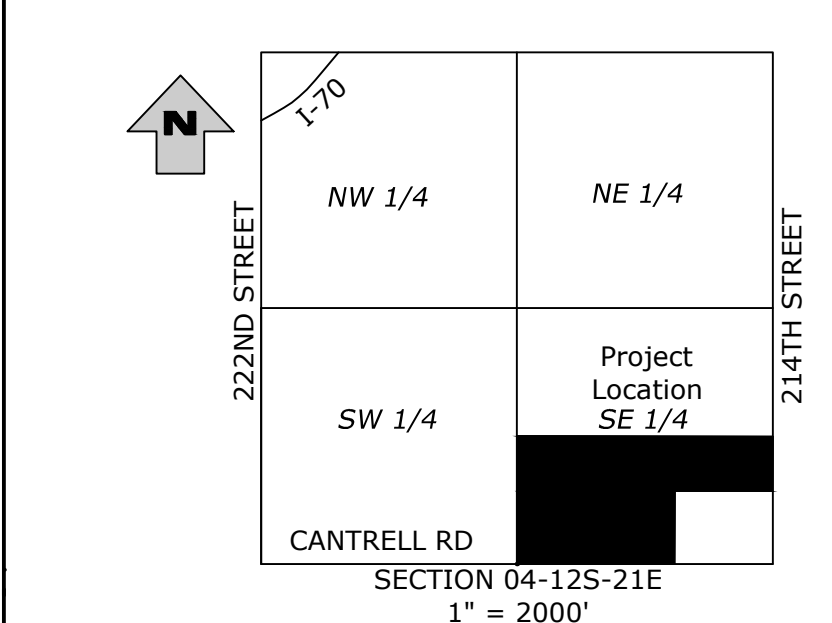 N
I-70
NW 1/4
NE 1/4
222ND STREET
214TH STREET
Project
Location
SW 1/4
SE 1/4
CANTRELL RD
SECTION 04-12S-21E
1" = 2000'